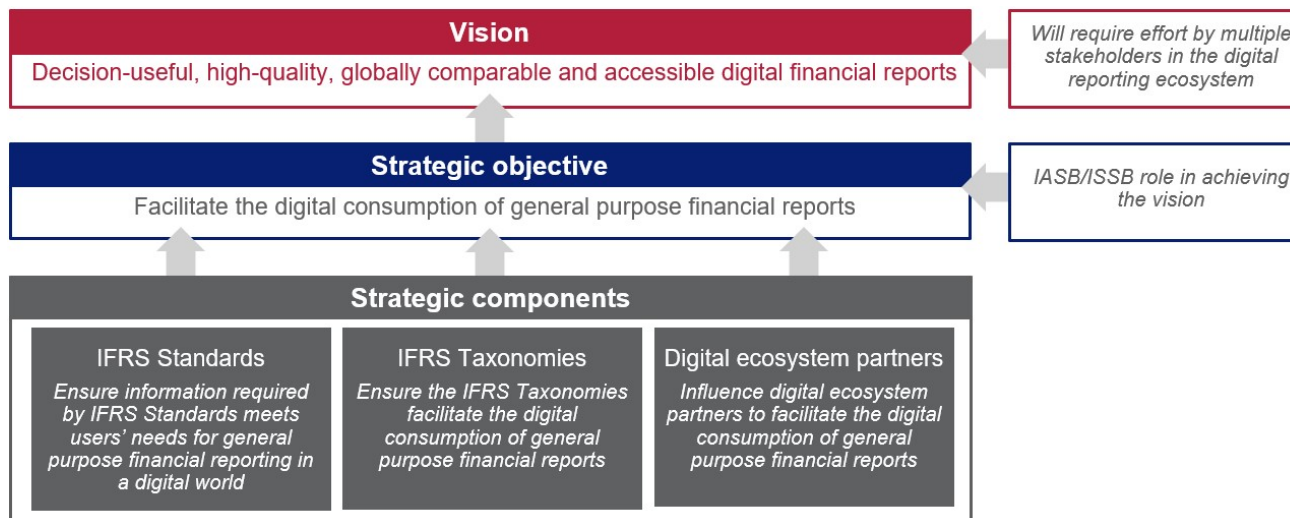 Vision
Decision-useful, high-quality, globally comparable and accessible digital financial reports
Will require effort by multiple
stakeholders in the digital
reporting ecosystem
Strategic objective
Facilitate the digital consumption of general purpose financial reports
IASB/ISSB role in achieving
the vision
Strategic components
IFRS Standards
Ensure information required
by IFRS Standards meets
users' needs for general
purpose financial reporting in
a digital world
IFRS Taxonomies
Ensure the IFRS Taxonomies
facilitate the digital
consumption of general
purpose financial reports
Digital ecosystem partners
Influence digital ecosystem
partners to facilitate the digital
consumption of general
purpose financial reports